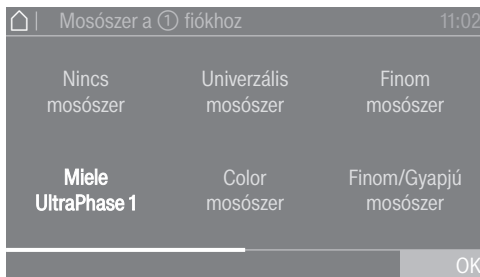 Mosószer a ① fiókhoz 11:02
Nincs mosószer
Univerzális mosószer
Finom mosószer
Miele UltraPhase 1
Color mosószer
Finom/Gyapjú mosószer
OK